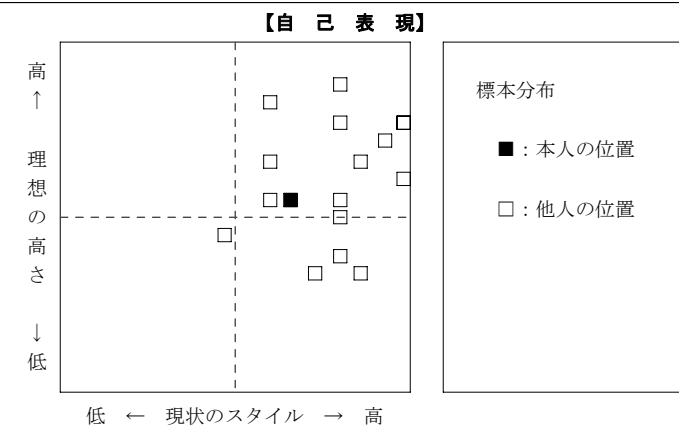 【自 己 表 現】
高
↑
理
想
の
高
さ
↓
低
低 ← 現状のスタイル → 高
標本分布
■：本人の位置
□：他人の位置